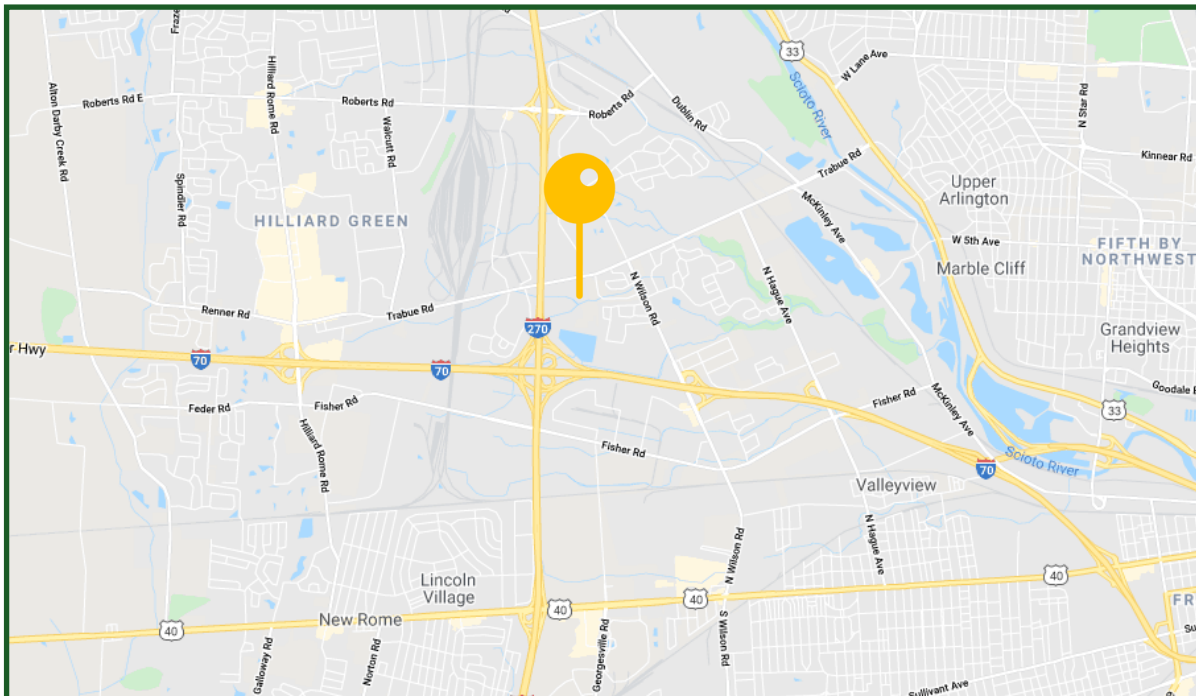 Fraze
33
W Lane Ave
Scioto River
Alton Darby Creek Rd
Hilliard Rome Rd
Roberts Rd E
Roberts Rd
Roberts Rd
Walcutt Rd
Dublin Rd
N Star Rd
Kinnear Rd
Trabue Rd
Spindler Rd
Upper
Arlington
HILLIARD GREEN
McKinley Ave
W 5th Ave
FIFTH BY
NORTHWEST
Marble Cliff
N Wilson Rd
N Hague Ave
Renner Rd
Trabue Rd
270
Grandview
Heights
r Hwy
70
70
Goodale R
Feder Rd
Fisher Rd
Fisher Rd
McKinley Ave
33
Hilliard Rome Rd
Fisher Rd
Scioto River
70
Valleyview
N Hague Ave
N Wilson Rd
Lincoln
Village
40
40
40
New Rome
40
FR
Su
S Wilson Rd
Galloway Rd
Norton Rd
Georgesville Rd
Sullivant Ave